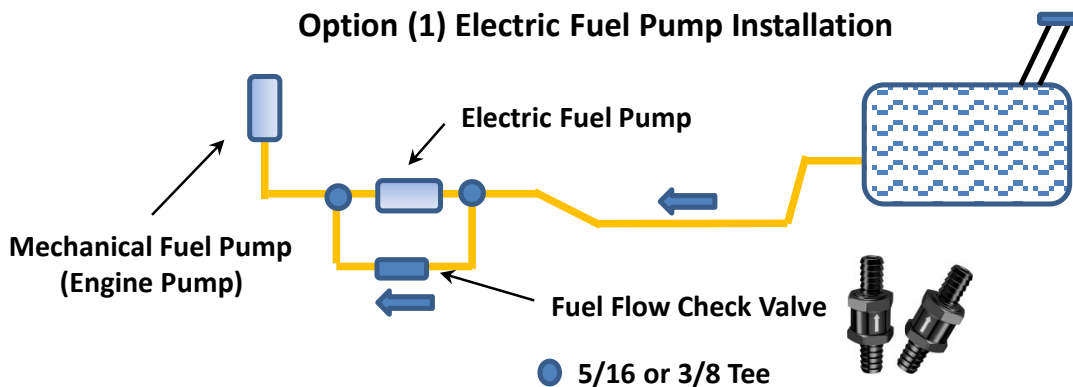 Option (1) Electric Fuel Pump Installation
Electric Fuel Pump
Mechanical Fuel Pump
(Engine Pump)
Fuel Flow Check Valve
5/16 or 3/8 Tee